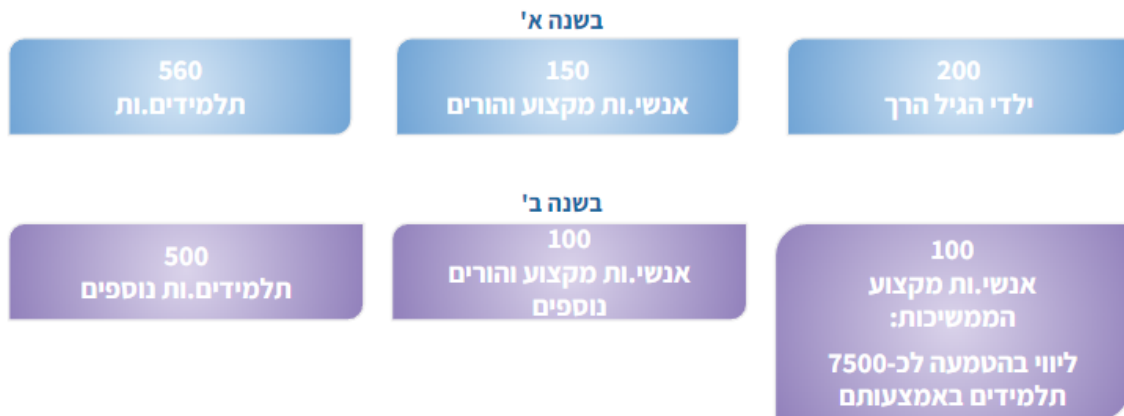 בשנה א'
200
ילדי הגיל הרך
150
אנשי.ות מקצוע והורים
560
תלמידים.ות
בשנה ב'
100
אנשי.ות מקצוע
הממשיכות:
ליווי בהטמעה לכ-7500
תלמידים באמצעותם
100
אנשי.ות מקצוע והורים
נוספים
500
תלמידים.ות נוספים